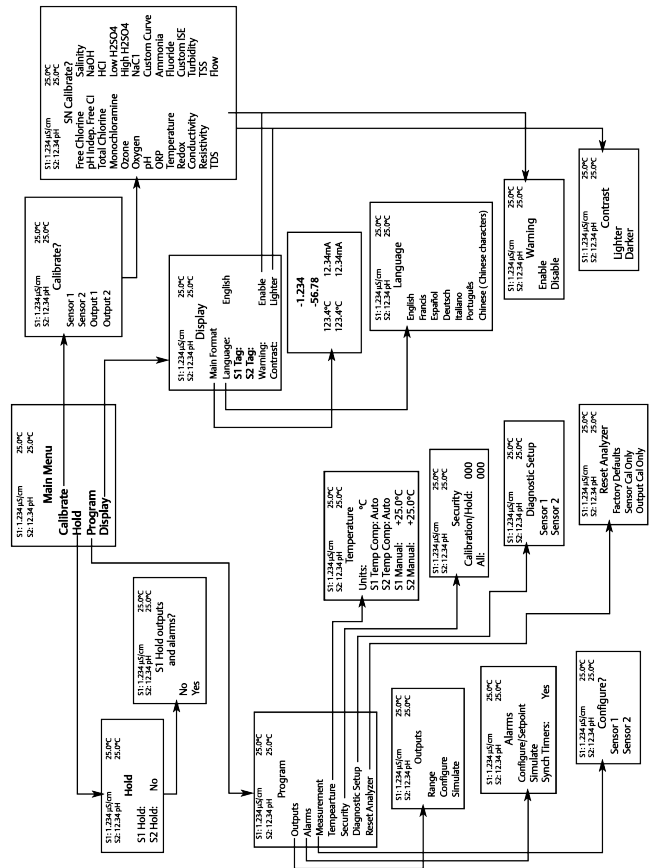 S1: 1.234 µS/cm 25.0ºC
S2: 12.34 pH 25.0ºC
Main Menu
Calibrate
Hold
Program
Display
S1: 1.234 µS/cm 25.0ºC
S2: 12.34 pH 25.0ºC
Calibrate?
Sensor 1
Sensor 2
Output 1
Output 2
S1: 1.234 µS/cm 25.0ºC
S2: 12.34 pH 25.0ºC
SN Calibrate?
Free Chlorine Salinity
pH Indep. Free Cl NaOH
Total Chlorine HCl
Monochloramine Low H2SO4
Ozone High H2SO4
Oxygen NaC1
pH Custom Curve
ORP Ammonia
Temperature Fluoride
Redox Custom ISE
Conductivity Turbidity
Resistivity TSS
TDS Flow
S1: 1.234 µS/cm 25.0ºC
S2: 12.34 pH 25.0ºC
Hold
S1 Hold:
S2 Hold: No
S1: 1.234 µS/cm 25.0ºC
S2: 12.34 pH 25.0ºC
S1 Hold outputs
and alarms?
No
Yes
S1: 1.234 µS/cm 25.0ºC
S2: 12.34 pH 25.0ºC
Display
Main Format
Language: English
S1 Tag:
S2 Tag:
Warning: Enable
Contrast: Lighter
-1.234
-56.78
123.4ºC 12.34mA
123.4ºC 12.34mA
S1: 1.234 µS/cm 25.0ºC
S2: 12.34 pH 25.0ºC
Language
English
Francis
Español
Deutsch
Italiano
Português
Chinese (Chinese characters)
S1: 1.234 µS/cm 25.0ºC
S2: 12.34 pH 25.0ºC
Warning
Enable
Disable
S1: 1.234 µS/cm 25.0ºC
S2: 12.34 pH 25.0ºC
Contrast
Lighter
Darker
S1: 1.234 µS/cm 25.0ºC
S2: 12.34 pH 25.0ºC
Program
Outputs
Alarms
Measurement
Tempearture
Security
Diagnostic Setup
Reset Analyzer
S1: 1.234 µS/cm 25.0ºC
S2: 12.34 pH 25.0ºC
Temperature
Units: ºC
S1 Temp Comp: Auto
S2 Temp Comp: Auto
S1 Manual: +25.0ºC
S2 Manual: +25.0ºC
S1: 1.234 µS/cm 25.0ºC
S2: 12.34 pH 25.0ºC
Outputs
Range
Configure
Simulate
S1: 1.234 µS/cm 25.0ºC
S2: 12.34 pH 25.0ºC
Security
Calibration/Hold: 000
All: 000
S1: 1.234 µS/cm 25.0ºC
S2: 12.34 pH 25.0ºC
Alarms
Configure/Setpoint
Simulate
Synch Timers: Yes
S1: 1.234 µS/cm 25.0ºC
S2: 12.34 pH 25.0ºC
Diagnostic Setup
Sensor 1
Sensor 2
S1: 1.234 µS/cm 25.0ºC
S2: 12.34 pH 25.0ºC
Configure?
Sensor 1
Sensor 2
S1: 1.234 µS/cm 25.0ºC
S2: 12.34 pH 25.0ºC
Reset Analyzer
Factory Defaults
Sensor Cal Only
Output Cal Only